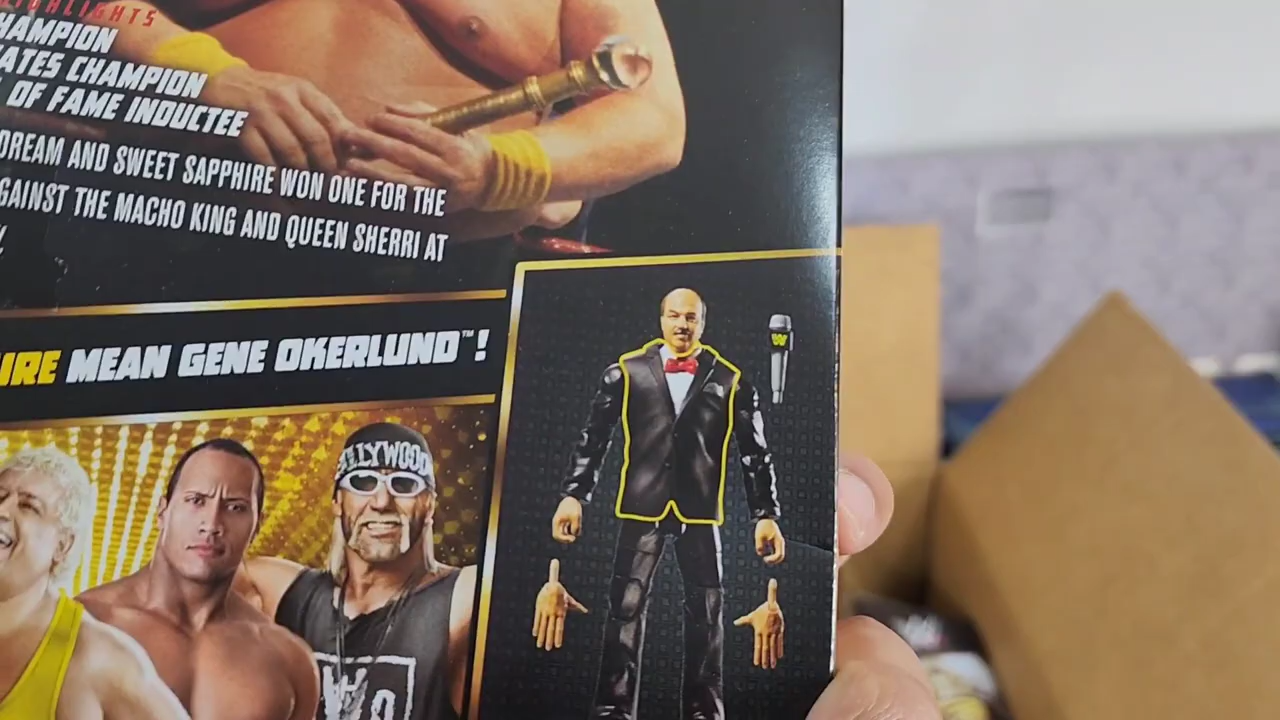 HIGHLIGHTS
HAMPION
ATES CHAMPION
OF FAME INDUCTEE
DREAM AND SWEET SAPPHIRE WON ONE FOR THE
GAINST THE MACHO KING AND QUEEN SHERRI AT
IRE MEAN GENE OKERLUND™!
LLYWOOD
W